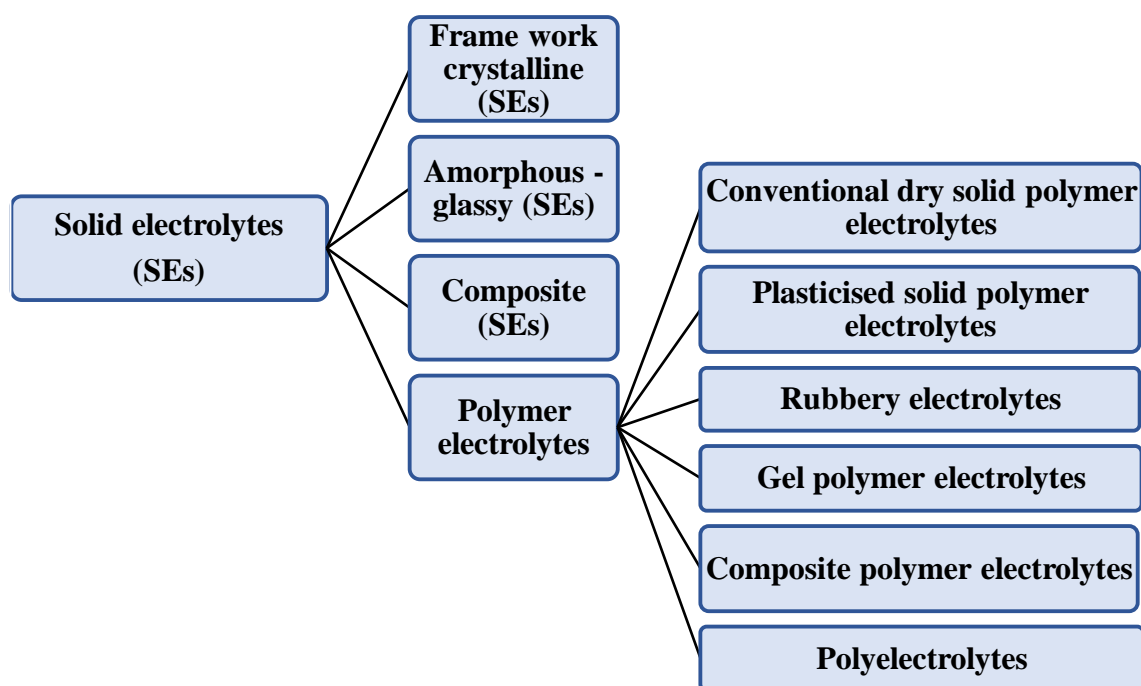 Solid electrolytes
(SEs)
Frame work
crystalline
(SEs)
Amorphous -
glassy (SEs)
Composite
(SEs)
Polymer
electrolytes
Conventional dry solid polymer
electrolytes
Plasticised solid polymer
electrolytes
Rubbery electrolytes
Gel polymer electrolytes
Composite polymer electrolytes
Polyelectrolytes